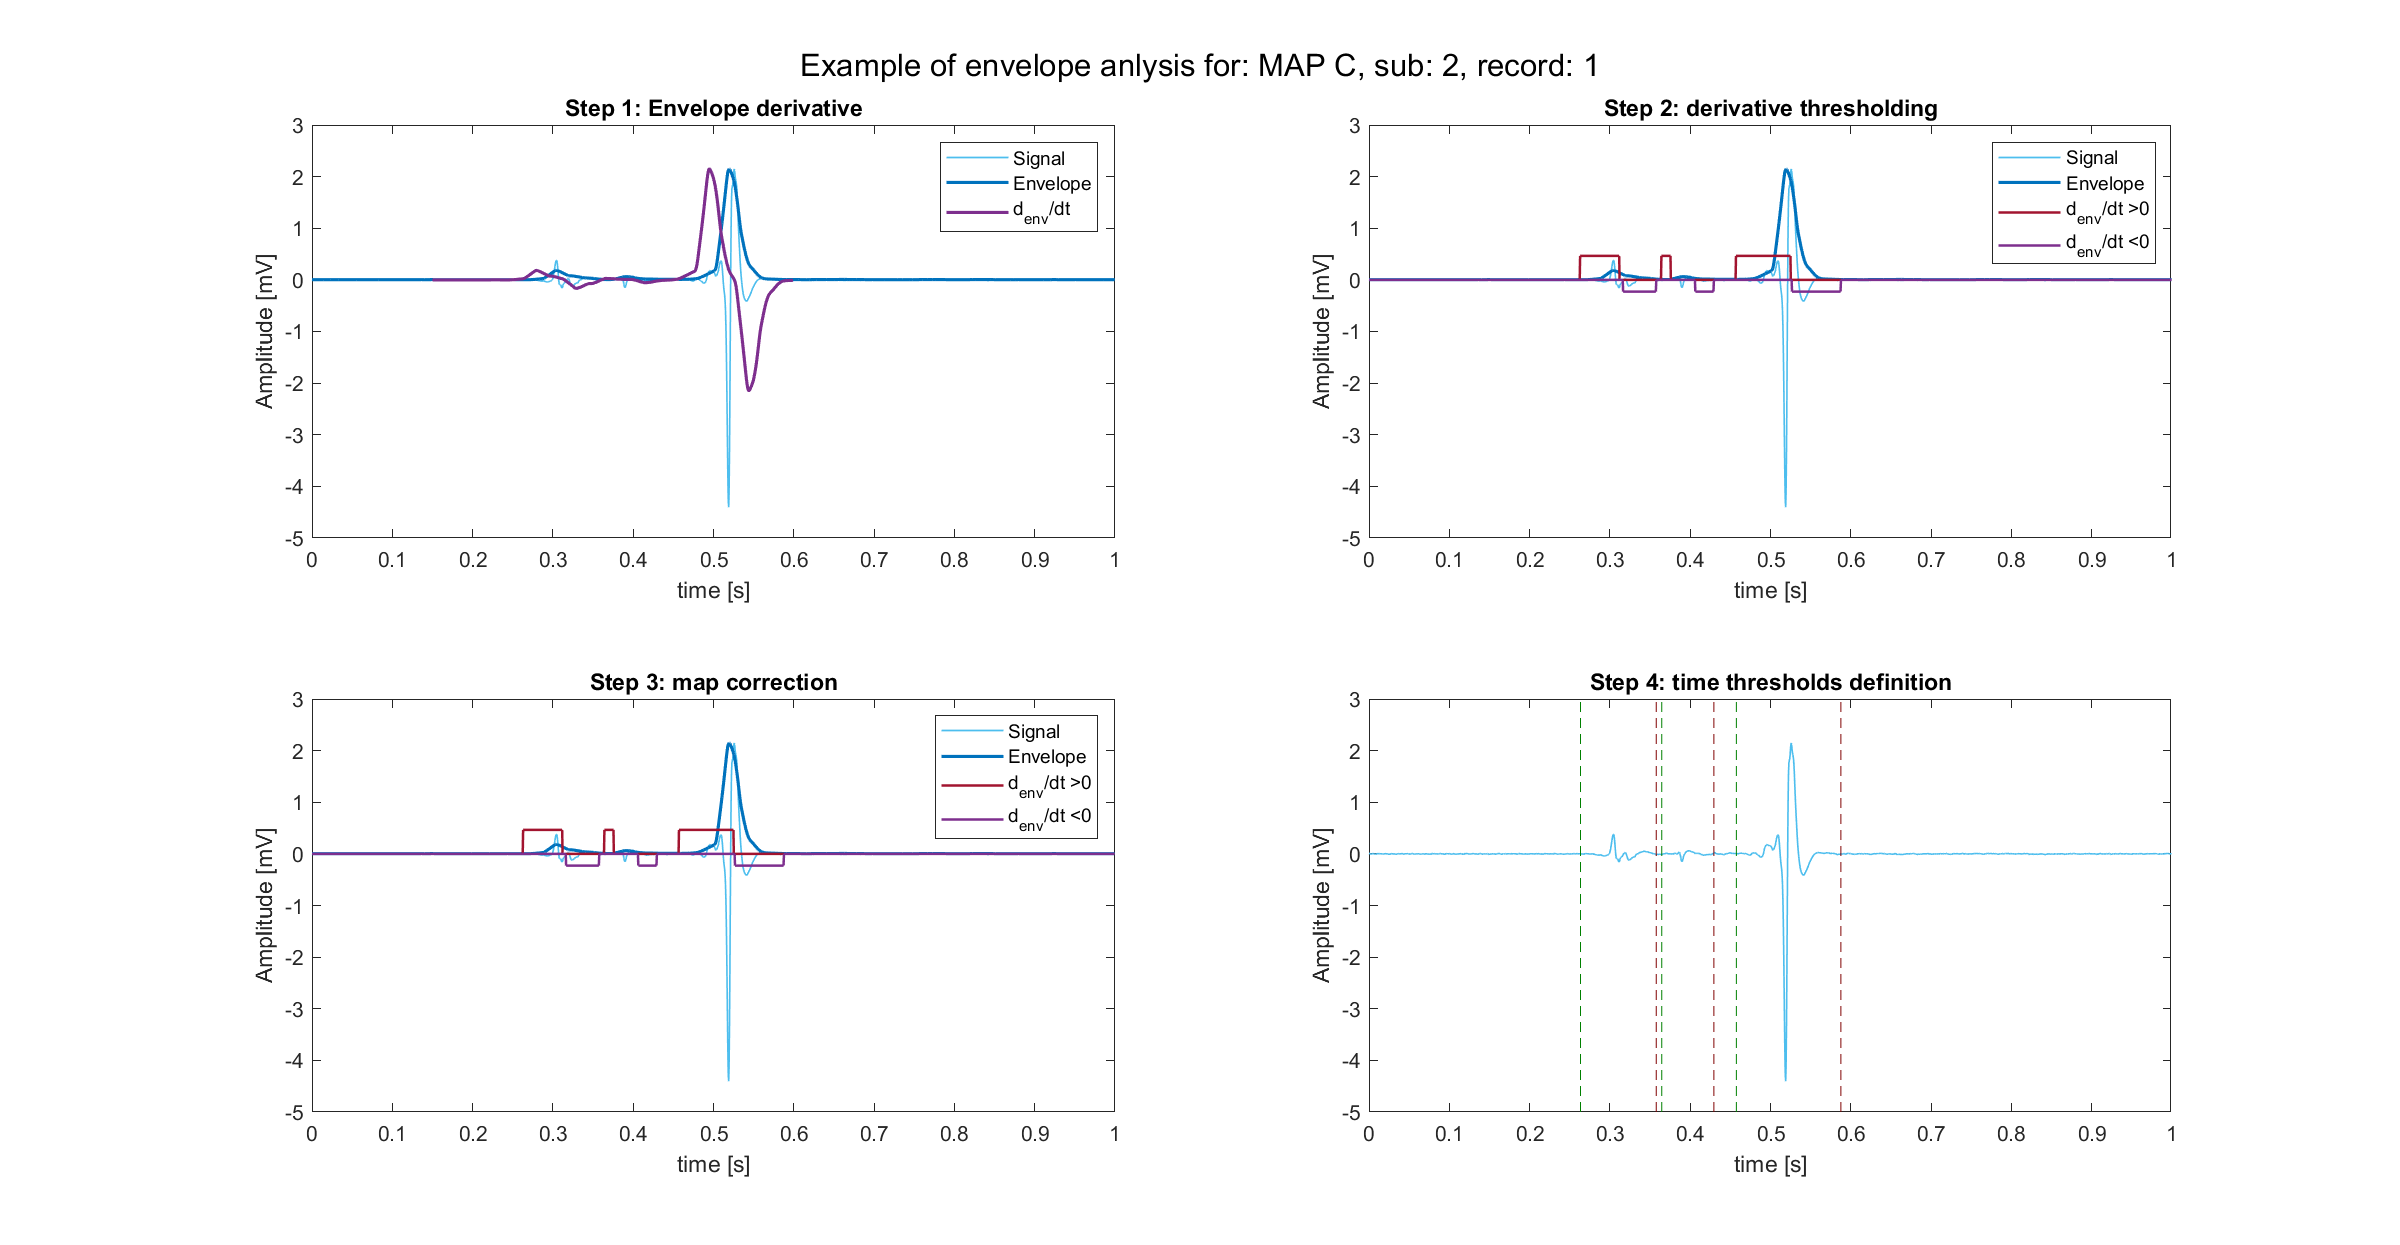 Example of envelope anlysis for: MAP C, sub: 2, record: 1
Step 1: Envelope derivative
3
2
1
0
-1
-2
-3
-4
-5
Amplitude [mV]
0 0.1 0.2 0.3 0.4 0.5 0.6 0.7 0.8 0.9 1
time [s]
Signal
Envelope
d_env/dt
Step 2: derivative thresholding
3
2
1
0
-1
-2
-3
-4
-5
Amplitude [mV]
0 0.1 0.2 0.3 0.4 0.5 0.6 0.7 0.8 0.9 1
time [s]
Signal
Envelope
d_env/dt >0
d_env/dt <0
Step 3: map correction
3
2
1
0
-1
-2
-3
-4
-5
Amplitude [mV]
0 0.1 0.2 0.3 0.4 0.5 0.6 0.7 0.8 0.9 1
time [s]
Signal
Envelope
d_env/dt >0
d_env/dt <0
Step 4: time thresholds definition
3
2
1
0
-1
-2
-3
-4
-5
Amplitude [mV]
0 0.1 0.2 0.3 0.4 0.5 0.6 0.7 0.8 0.9 1
time [s]